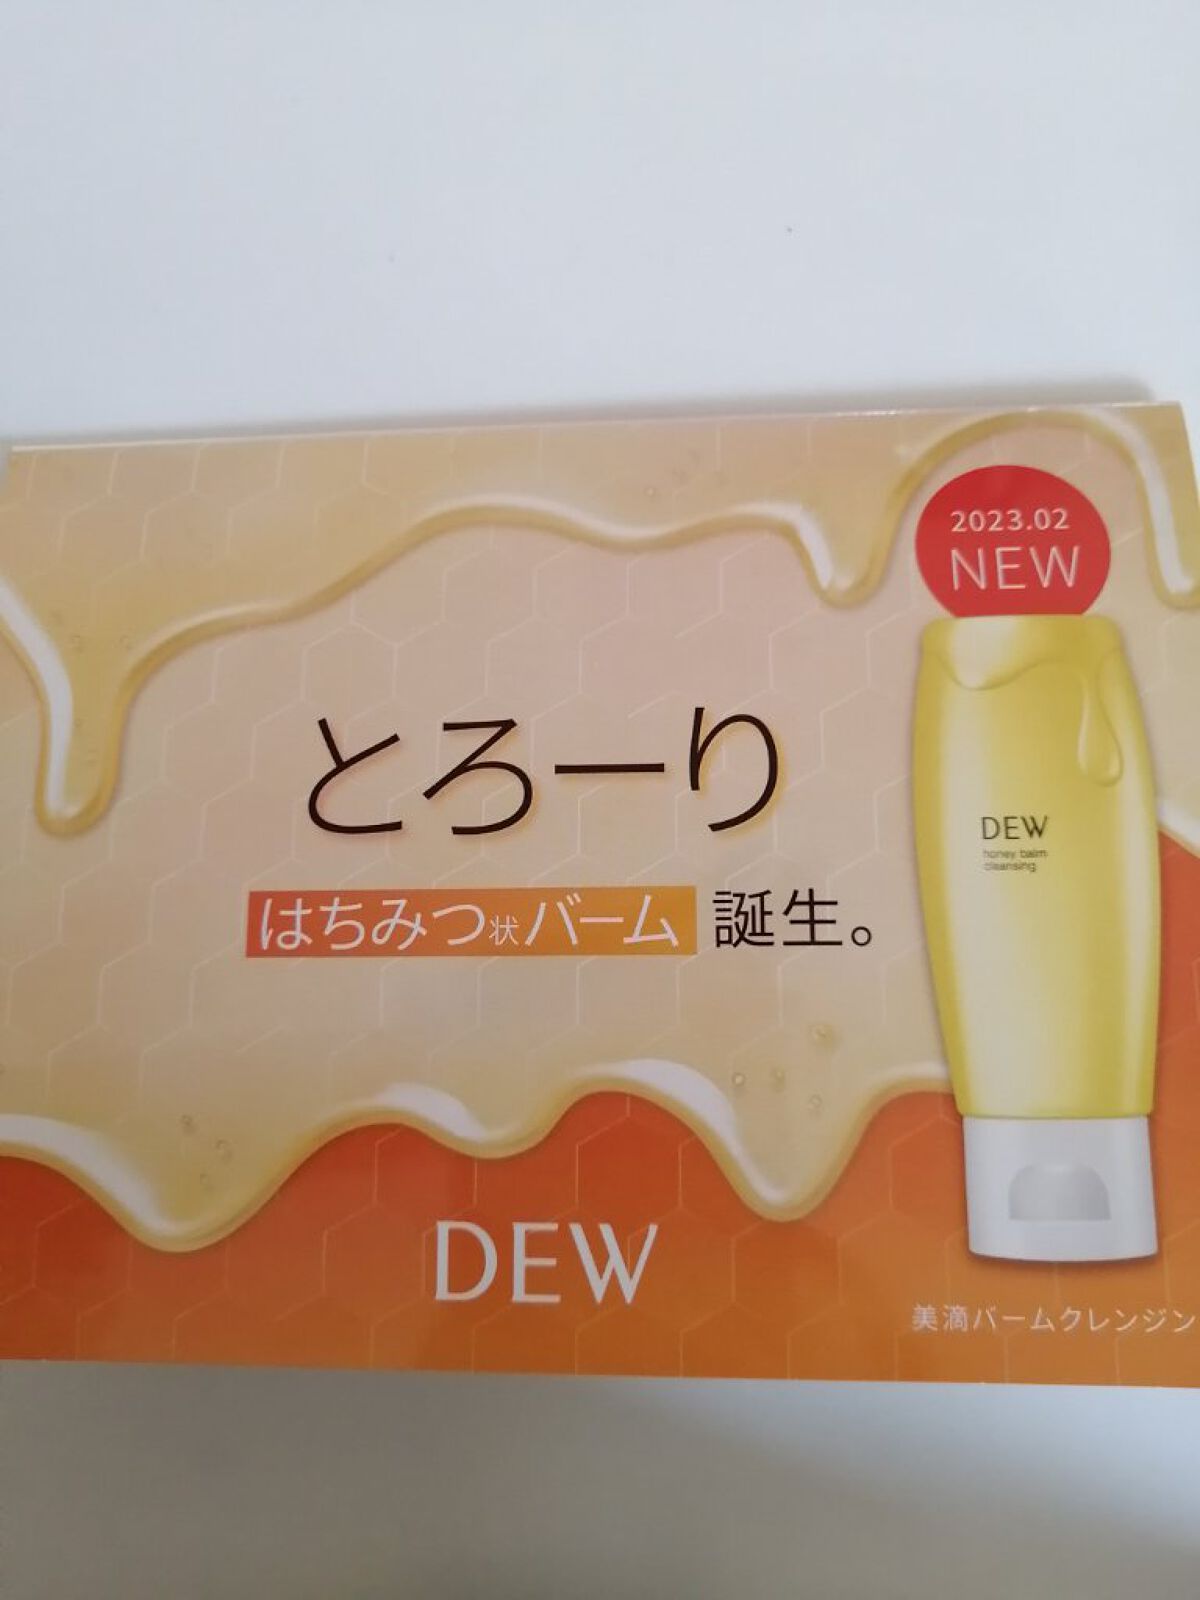 2023.02
NEW
とろーり
はちみつ状バーム 誕生。
DEW
honey balm
cleansing
DEW
美滴バームクレンジン